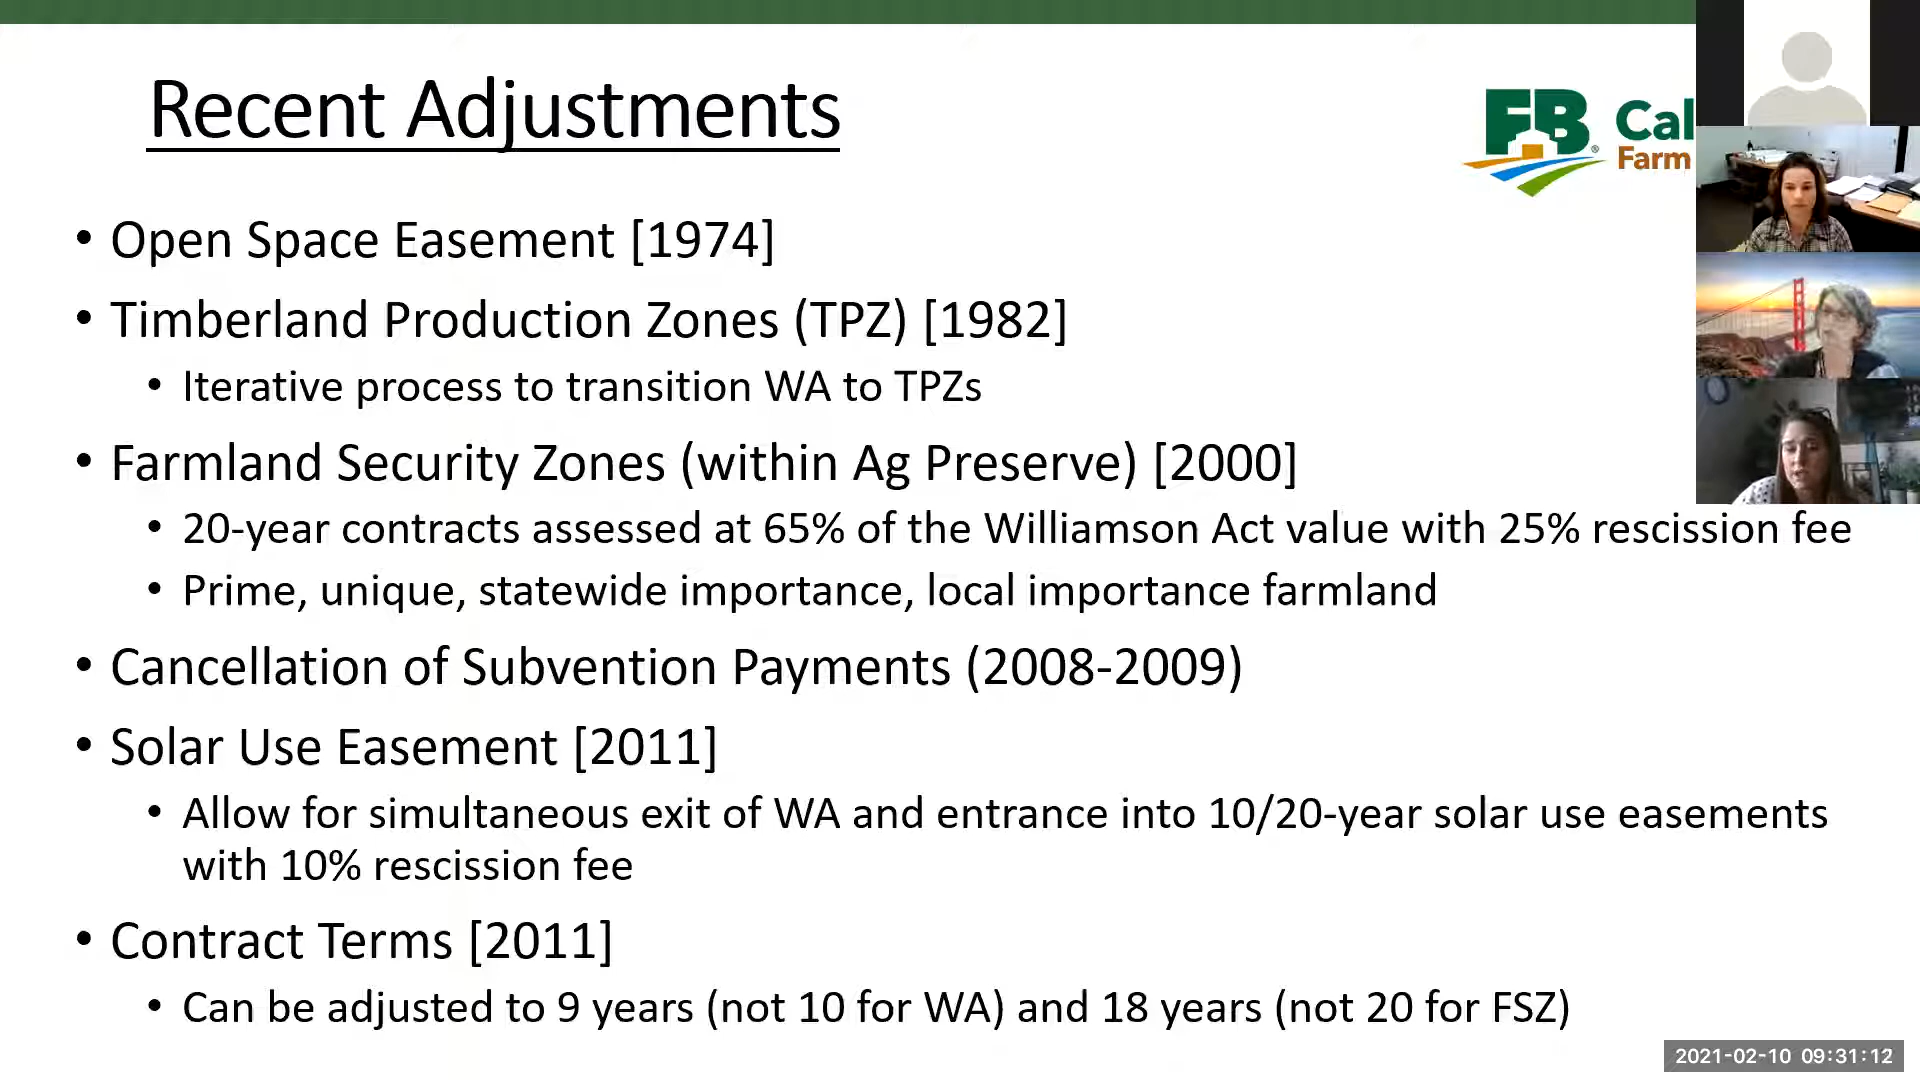 Recent Adjustments
FB® Cal
Farm
• Open Space Easement [1974]
• Timberland Production Zones (TPZ) [1982]
• Iterative process to transition WA to TPZs
• Farmland Security Zones (within Ag Preserve) [2000]
• 20-year contracts assessed at 65% of the Williamson Act value with 25% rescission fee
• Prime, unique, statewide importance, local importance farmland
• Cancellation of Subvention Payments (2008-2009)
• Solar Use Easement [2011]
• Allow for simultaneous exit of WA and entrance into 10/20-year solar use easements
with 10% rescission fee
• Contract Terms [2011]
• Can be adjusted to 9 years (not 10 for WA) and 18 years (not 20 for FSZ)
2021-02-10 09:31:12